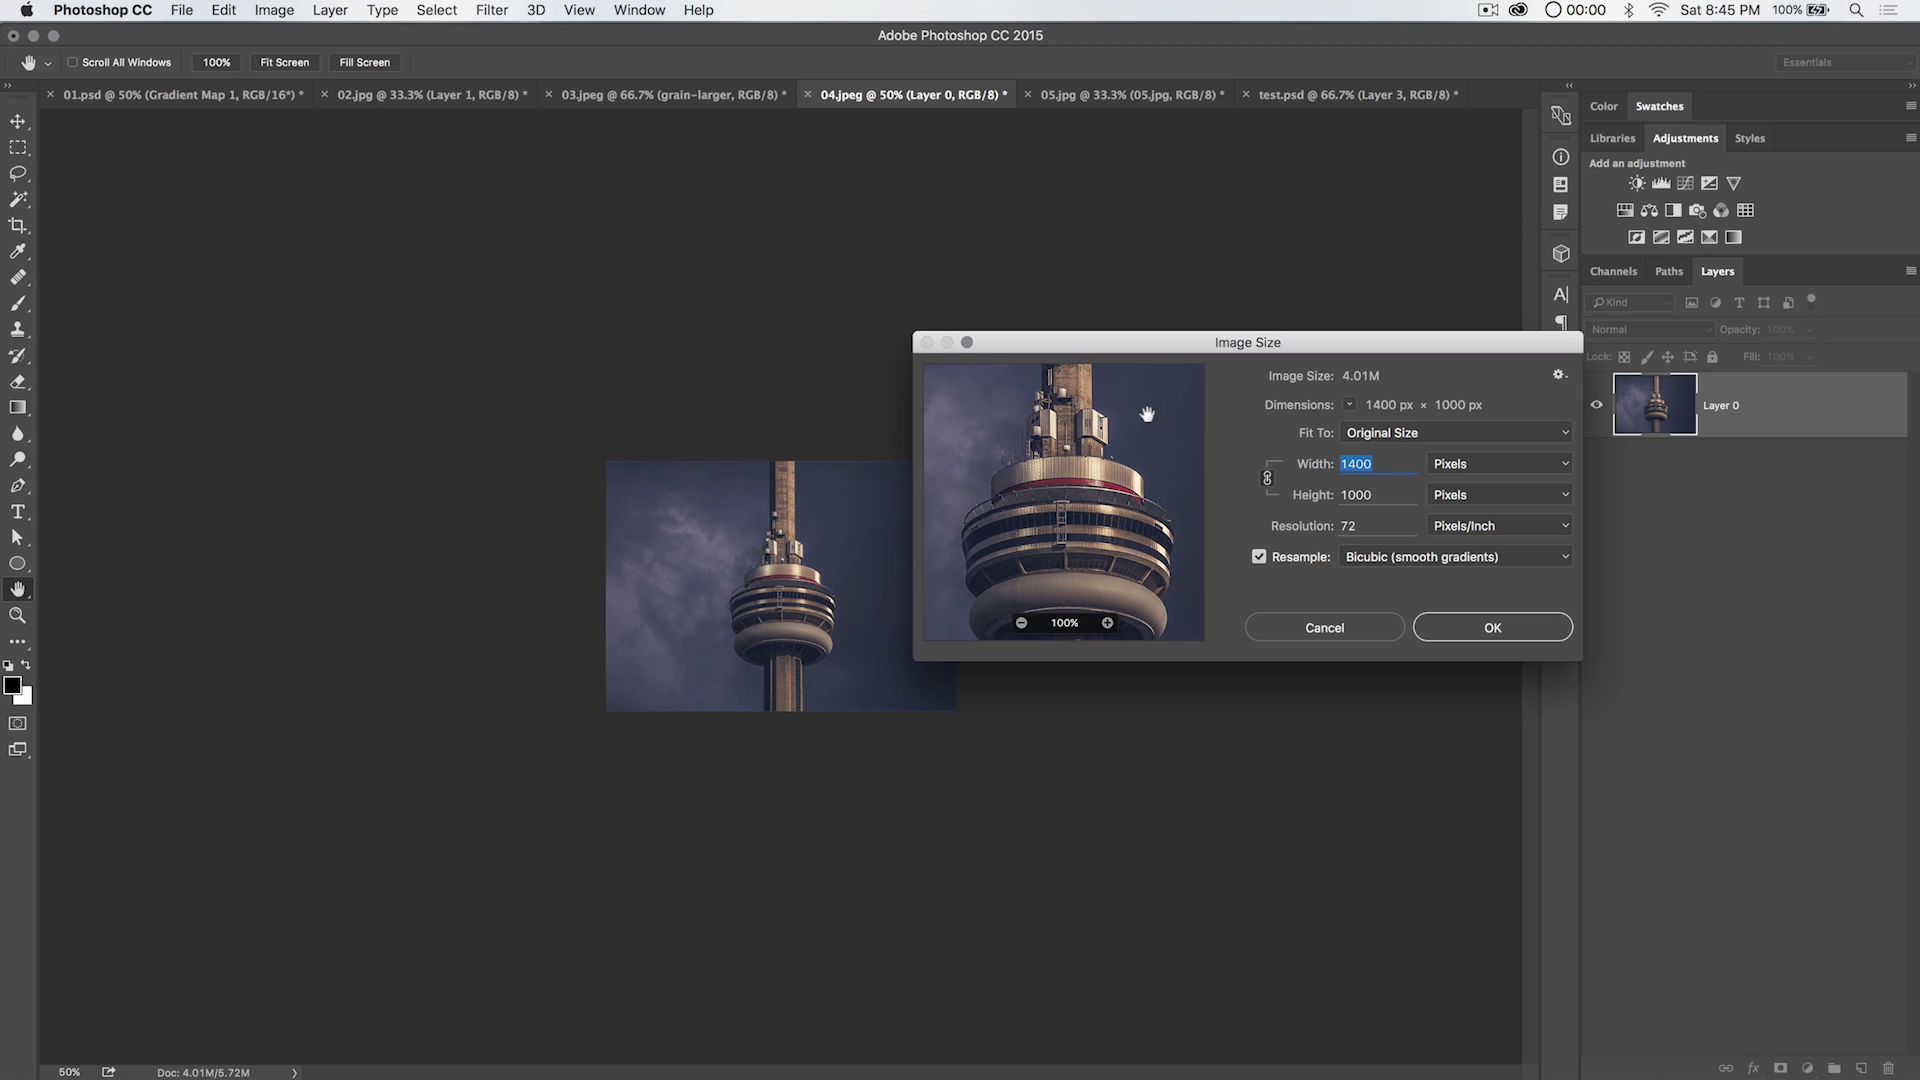 Photoshop CC File Edit Image Layer Type Select Filter 3D View Window Help 00:00 Sat 8:45 PM 100%
Adobe Photoshop CC 2015
Scroll All Windows 100% Fit Screen Fill Screen Essentials
01.psd @ 50% (Gradient Map 1, RGB/16*) * 02.jpg @ 33.3% (Layer 1, RGB/8) * 03.jpeg @ 66.7% (grain-larger, RGB/8) * 04.jpeg @ 50% (Layer 0, RGB/8) * 05.jpg @ 33.3% (05.jpg, RGB/8) * test.psd @ 66.7% (Layer 3, RGB/8) *
Color Swatches
Libraries Adjustments Styles
Add an adjustment
Channels Paths Layers
Kind
Normal Opacity: 100%
Lock: Fill: 100%
Layer 0
Image Size
Image Size: 4.01M
Dimensions: 1400 px × 1000 px
Fit To: Original Size
Width: 1400 Pixels
Height: 1000 Pixels
Resolution: 72 Pixels/Inch
Resample: Bicubic (smooth gradients)
100%
Cancel OK
50% Doc: 4.01M/5.72M